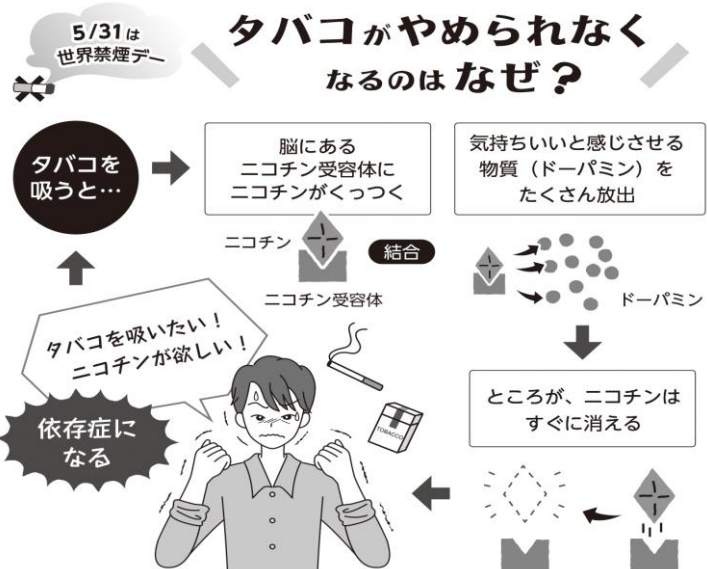 5/31は
世界禁煙デー
タバコがやめられなく
なるのはなぜ？
タバコを
吸うと…
脳にある
ニコチン受容体に
ニコチンがくっつく
ニコチン
結合
ニコチン受容体
気持ちいいと感じさせる
物質（ドーパミン）を
たくさん放出
ドーパミン
ところが、ニコチンは
すぐに消える
タバコを吸いたい！
ニコチンが欲しい！
依存症に
なる
TOBACCO